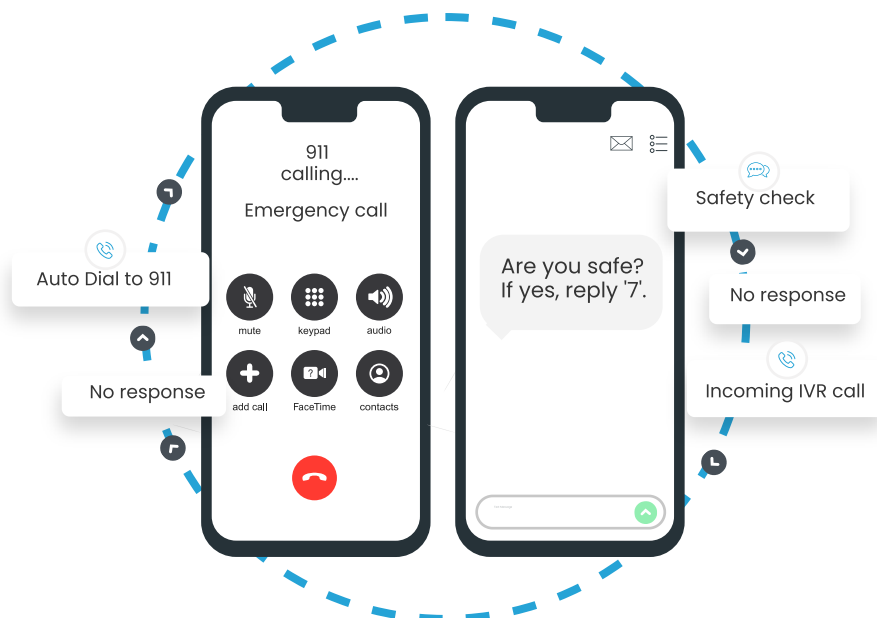 911
calling....
Emergency call
mute
keypad
audio
add call
FaceTime
contacts
Auto Dial to 911
No response
Are you safe?
If yes, reply '7'.
Safety check
No response
Incoming IVR call